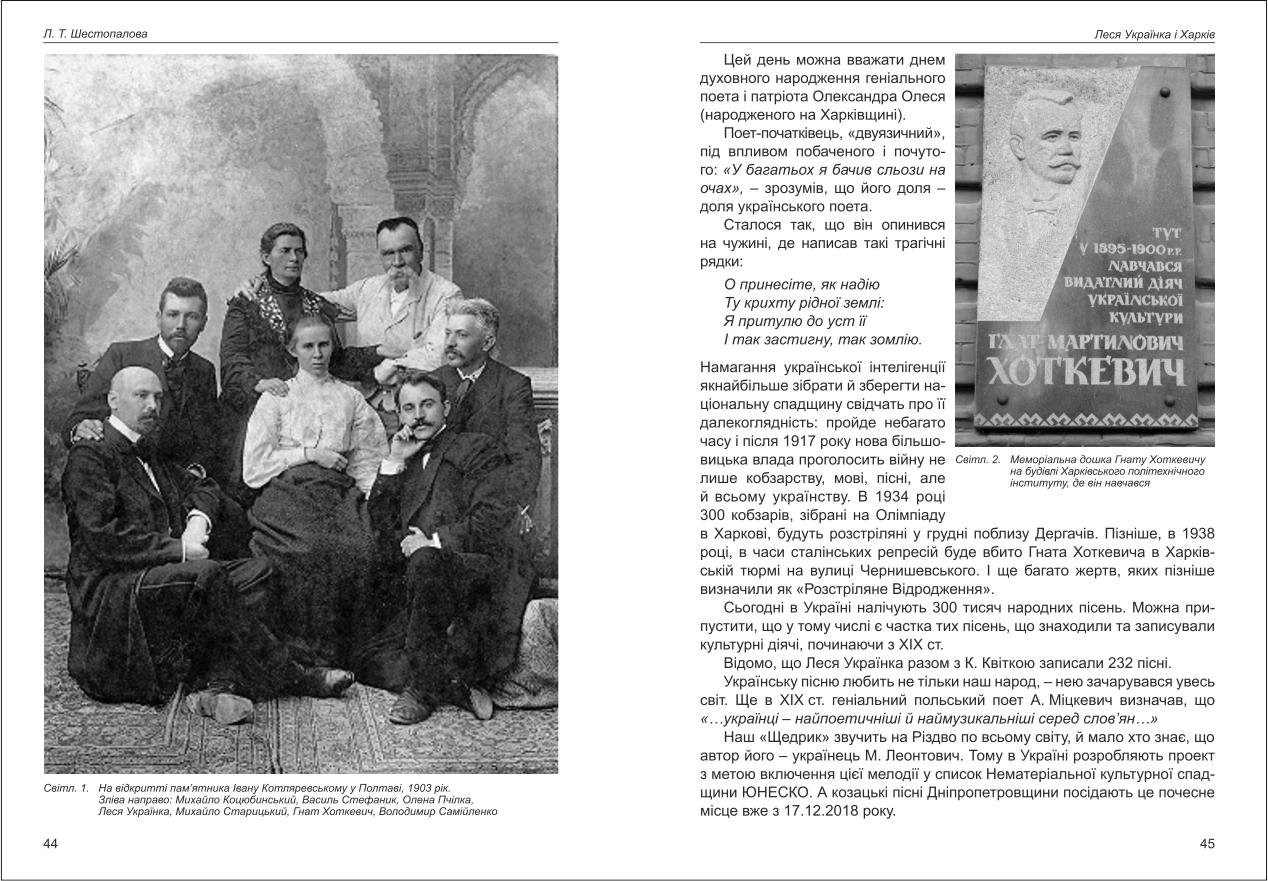 Л. Т. Шестопалова
Світл. 1. На відкритті пам’ятника Івану Котляревському у Полтаві, 1903 рік.
Зліва направо: Михайло Коцюбинський, Василь Стефаник, Олена Пчілка,
Леся Українка, Михайло Старицький, Гнат Хоткевич, Володимир Самійленко
44
Леся Українка і Харків
Цей день можна вважати днем
духовного народження геніального
поета і патріота Олександра Олеся
(народженого на Харківщині).
Поет-початківець, «двуязичний»,
під впливом побаченого і почуто-
го: «У багатьох я бачив сльози на
очах», – зрозумів, що його доля –
доля українського поета.
Сталося так, що він опинився
на чужині, де написав такі трагічні
рядки:
О принесіте, як надію
Ту крихту рідної землі:
Я притулю до уст її
І так застигну, так зомлію.
Намагання української інтелігенції
якнайбільше зібрати й зберегти на-
ціональну спадщину свідчать про її
далекоглядність: пройде небагато
часу і після 1917 року нова більшо-
вицька влада проголосить війну не
лише кобзарству, мові, пісні, але
й всьому українству. В 1934 році
300 кобзарів, зібрані на Олімпіаду
в Харкові, будуть розстріляні у грудні поблизу Дергачів. Пізніше, в 1938
році, в часи сталінських репресій буде вбито Гната Хоткевича в Харків-
ській тюрмі на вулиці Чернишевського. І ще багато жертв, яких пізніше
визначили як «Розстріляне Відродження».
Сьогодні в Україні налічують 300 тисяч народних пісень. Можна при-
пустити, що у тому числі є частка тих пісень, що знаходили та записували
культурні діячі, починаючи з XIX ст.
Відомо, що Леся Українка разом з К. Квіткою записали 232 пісні.
Українську пісню любить не тільки наш народ, – нею зачарувався увесь
світ. Ще в XIX ст. геніальний польський поет А. Міцкевич визначав, що
«…українці – найпоетичніші й наймузикальніші серед слов’ян…»
Наш «Щедрик» звучить на Різдво по всьому світу, й мало хто знає, що
автор його – українець М. Леонтович. Тому в Україні розробляють проект
з метою включення цієї мелодії у список Нематеріальної культурної спад-
щини ЮНЕСКО. А козацькі пісні Дніпропетровщини посідають це почесне
місце вже з 17.12.2018 року.
ТУТ
У 1895-1900 Р.Р.
НАВЧАВСЯ
ВИДАТНИЙ ДІЯЧ
УКРАЇНСЬКОЇ
КУЛЬТУРИ
ГНАТ МАРТИНОВИЧ
ХОТКЕВИЧ
Світл. 2. Меморіальна дошка Гнату Хоткевичу
на будівлі Харківського політехнічного
інституту, де він навчався
45